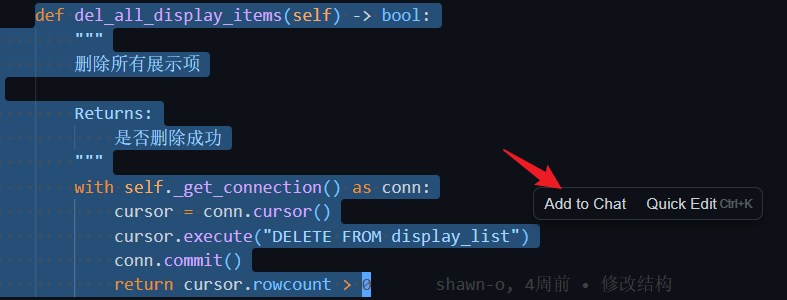 def del_all_display_items(self) -> bool:
"""
删除所有展示项
Returns:
是否删除成功
"""
with self._get_connection() as conn:
Add to Chat Quick Edit Ctrl+K
cursor = conn.cursor()
cursor.execute("DELETE FROM display_list")
conn.commit()
return cursor.rowcount > 0 shawn-o, 4周前 • 修改结构